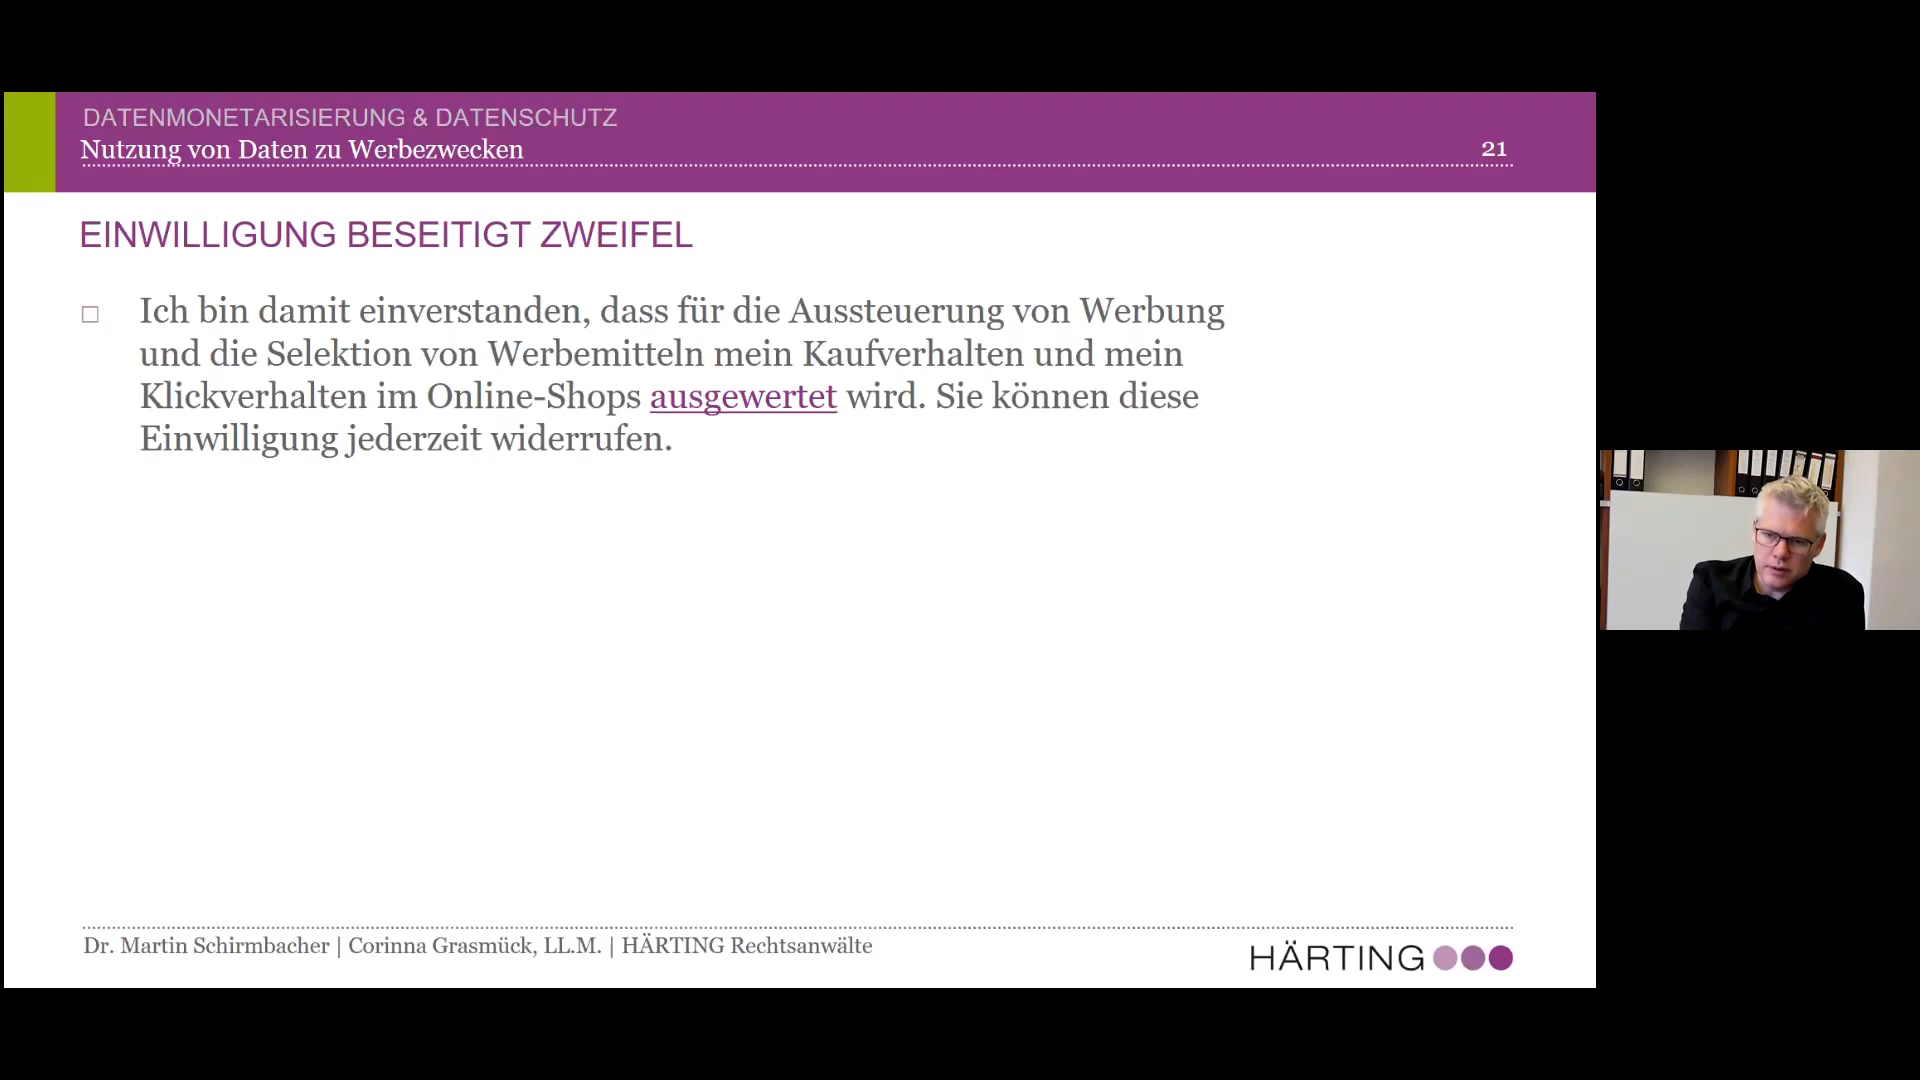 DATENMONETARISIERUNG & DATENSCHUTZ
Nutzung von Daten zu Werbezwecken
21
EINWILLIGUNG BESEITIGT ZWEIFEL
Ich bin damit einverstanden, dass für die Aussteuerung von Werbung
und die Selektion von Werbemitteln mein Kaufverhalten und mein
Klickverhalten im Online-Shops ausgewertet wird. Sie können diese
Einwilligung jederzeit widerrufen.
Dr. Martin Schirmbacher | Corinna Grasmück, LL.M. | HÄRTING Rechtsanwälte
HÄRTING